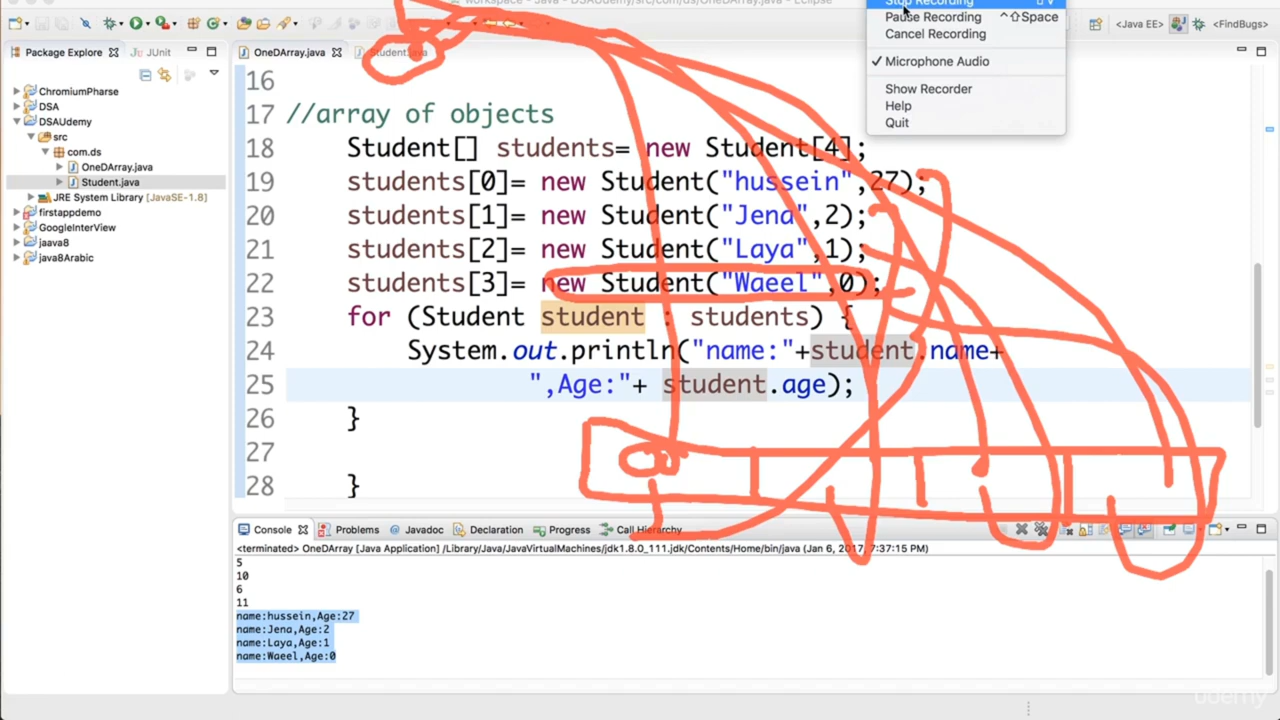 workspace - Java - DSAUdemy/src/com/ds/OneDArray.java - Eclipse
Stop Recording
Pause Recording ⌃⇧Space
Cancel Recording
✓ Microphone Audio
Show Recorder
Help
Quit
<Java EE> <FindBugs>
Package Explore JUnit
OneDArray.java Student.java
ChromiumPharse
DSA
DSAUdemy
src
com.ds
OneDArray.java
Student.java
JRE System Library [JavaSE-1.8]
firstappdemo
GoogleInterView
jaava8
java8Arabic
16
17 //array of objects
18 Student[] students= new Student[4];
19 students[0]= new Student("hussein",27);
20 students[1]= new Student("Jena",2);
21 students[2]= new Student("Laya",1);
22 students[3]= new Student("Waeel",0);
23 for (Student student : students) {
24 System.out.println("name:"+student.name+
25 ",Age:"+ student.age);
26 }
27
28 }
Console Problems @ Javadoc Declaration Progress Call Hierarchy
<terminated> OneDArray [Java Application] /Library/Java/JavaVirtualMachines/jdk1.8.0_111.jdk/Contents/Home/bin/java (Jan 6, 2017, 7:37:15 PM)
5
10
6
11
name:hussein,Age:27
name:Jena,Age:2
name:Laya,Age:1
name:Waeel,Age:0
udemy